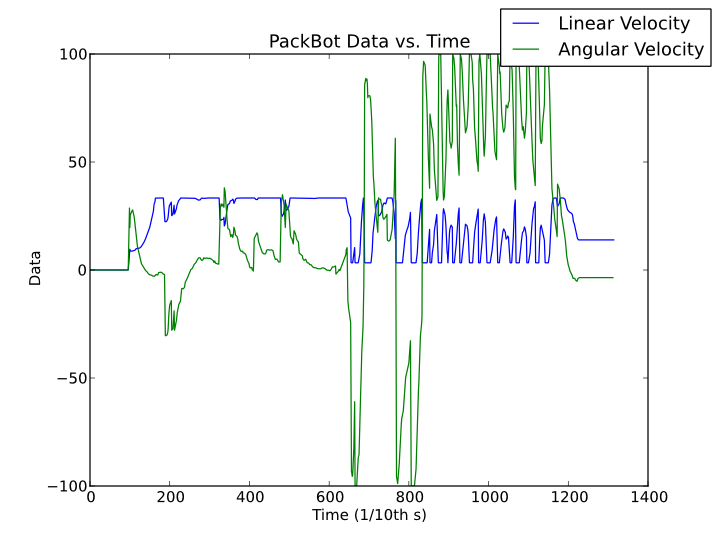 PackBot Data vs. Time
Linear Velocity
Angular Velocity
100
50
0
−50
−100
Data
0 200 400 600 800 1000 1200 1400
Time (1/10th s)